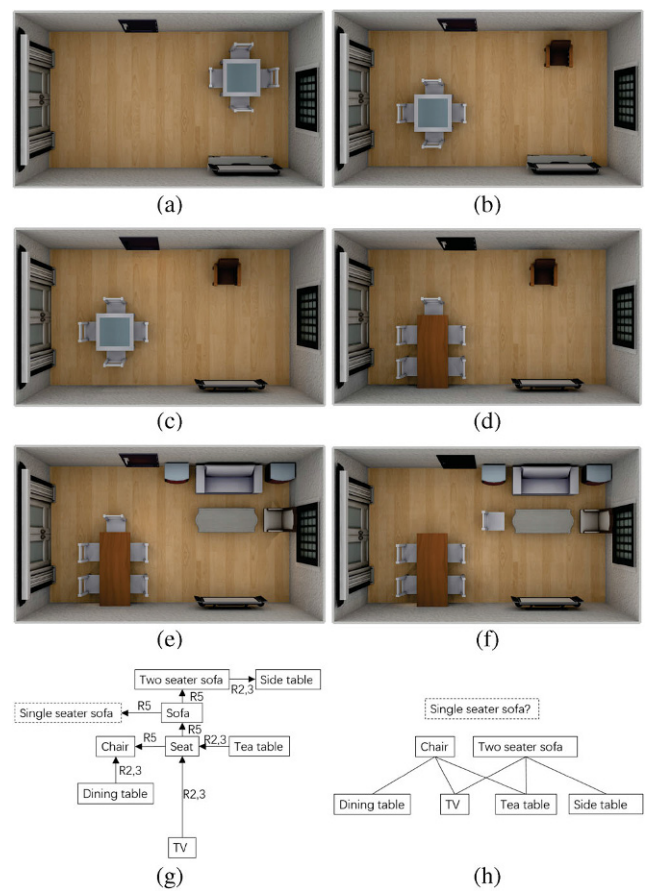 (a)
(b)
(c)
(d)
(e)
(f)
Two seater sofa
R2,3
Side table
R5
Single seater sofa
R5
Sofa
R5
Chair
R5
Seat
R2,3
Tea table
R2,3
Dining table
R2,3
TV
(g)
Single seater sofa?
Chair
Two seater sofa
Dining table
TV
Tea table
Side table
(h)